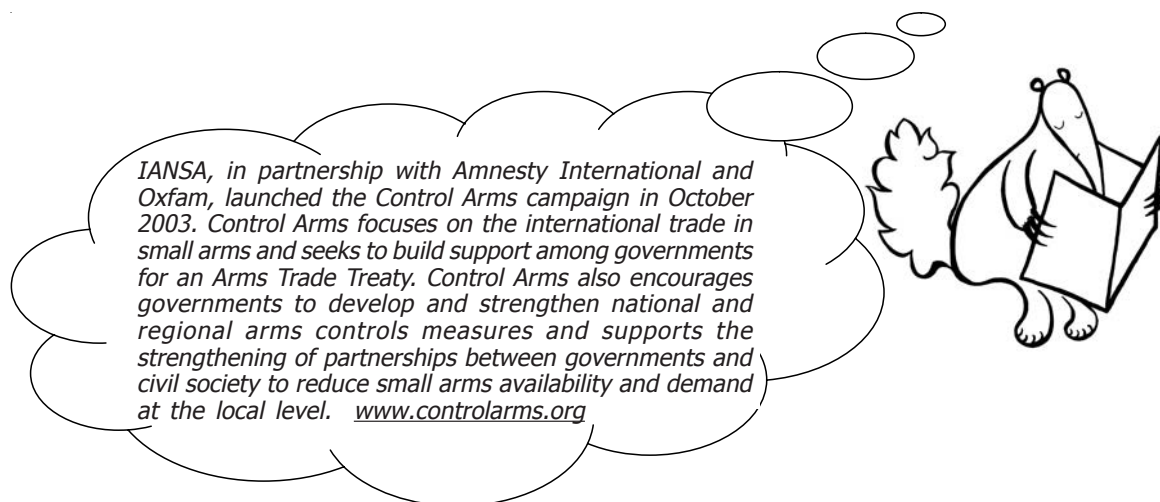 IANSA, in partnership with Amnesty International and
Oxfam, launched the Control Arms campaign in October
2003. Control Arms focuses on the international trade in
small arms and seeks to build support among governments
for an Arms Trade Treaty. Control Arms also encourages
governments to develop and strengthen national and
regional arms controls measures and supports the
strengthening of partnerships between governments and
civil society to reduce small arms availability and demand
at the local level. www.controlarms.org